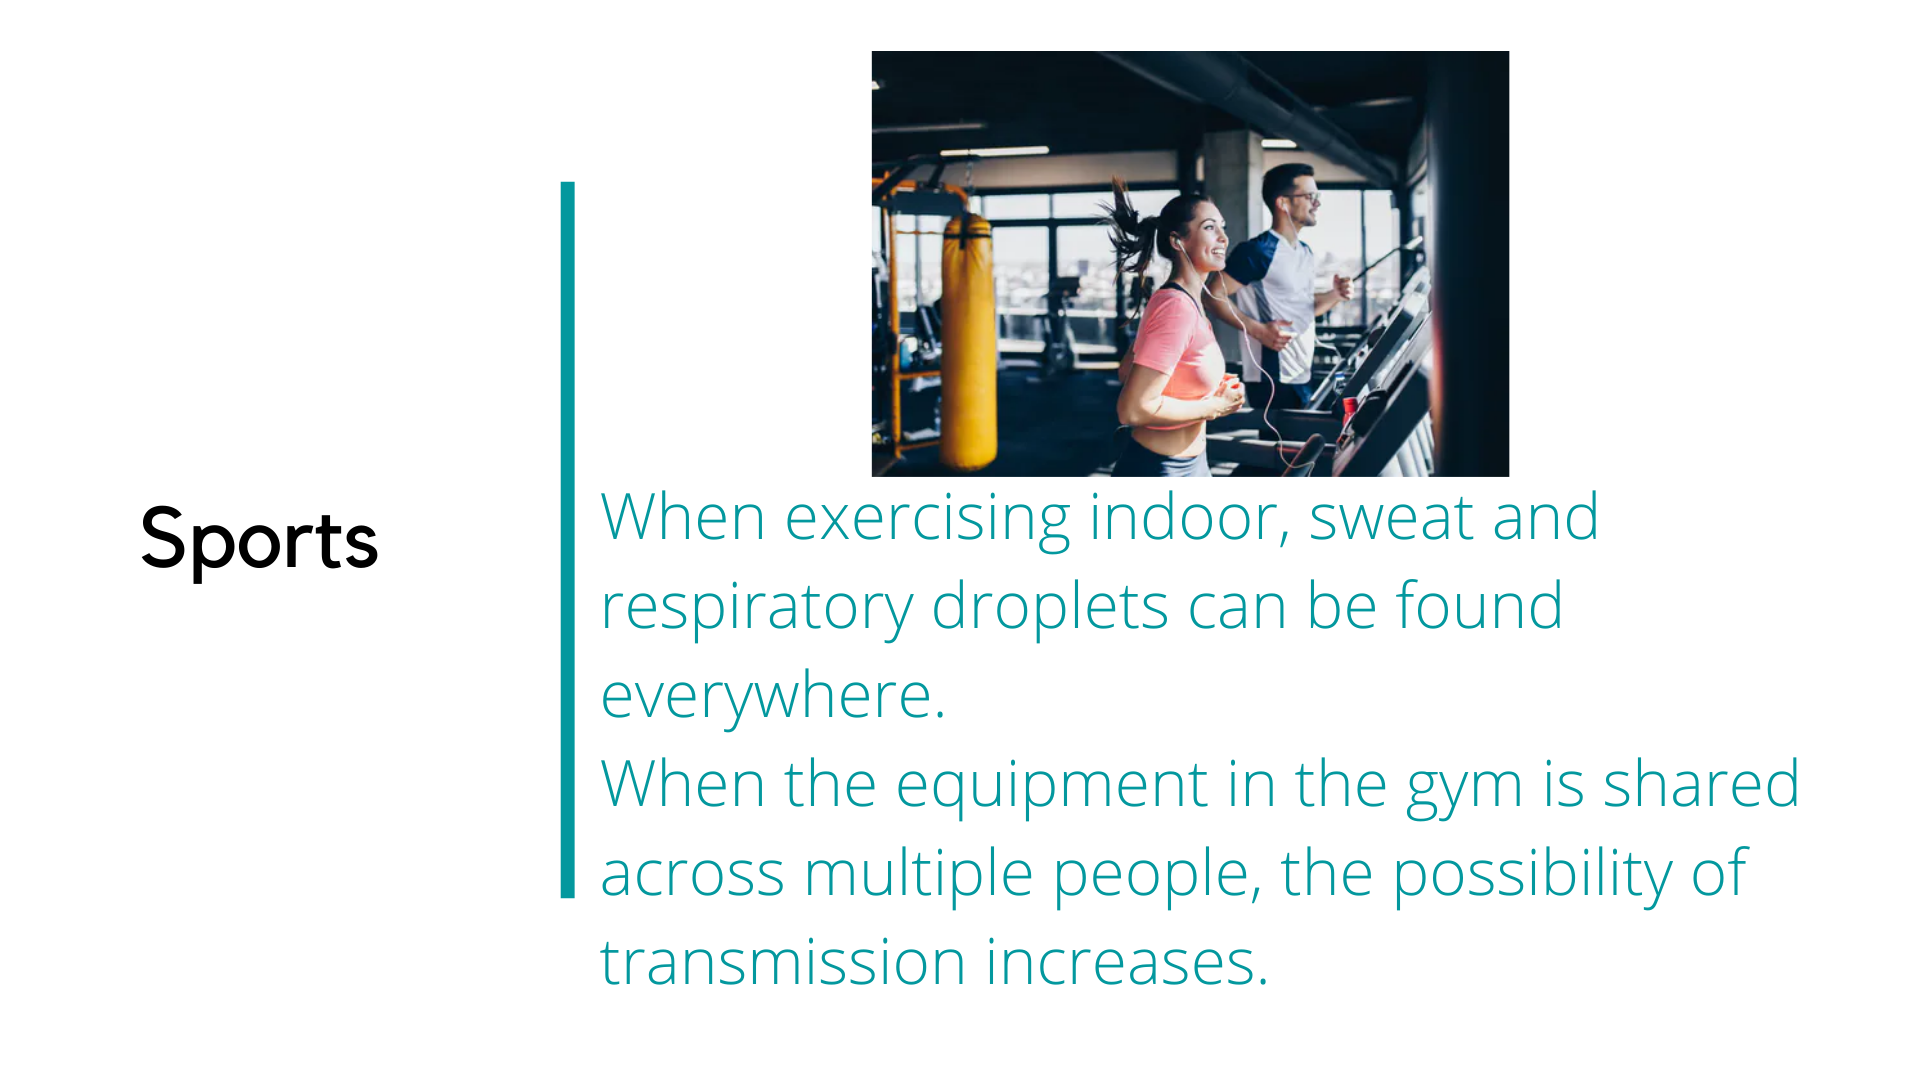 Sports
When exercising indoor, sweat and
respiratory droplets can be found
everywhere.
When the equipment in the gym is shared
across multiple people, the possibility of
transmission increases.